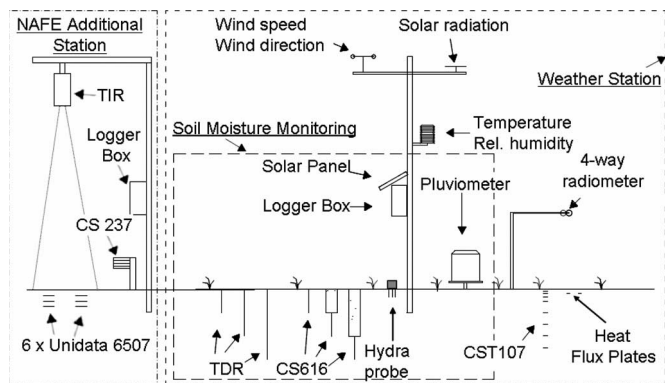 NAFE Additional
Station
TIR
Logger
Box
CS 237
6 x Unidata 6507
Wind speed
Wind direction
Solar radiation
Weather Station
Soil Moisture Monitoring
Temperature
Rel. humidity
Solar Panel
Logger Box
Pluviometer
4-way
radiometer
TDR
CS616
Hydra
probe
CST107
Heat
Flux Plates